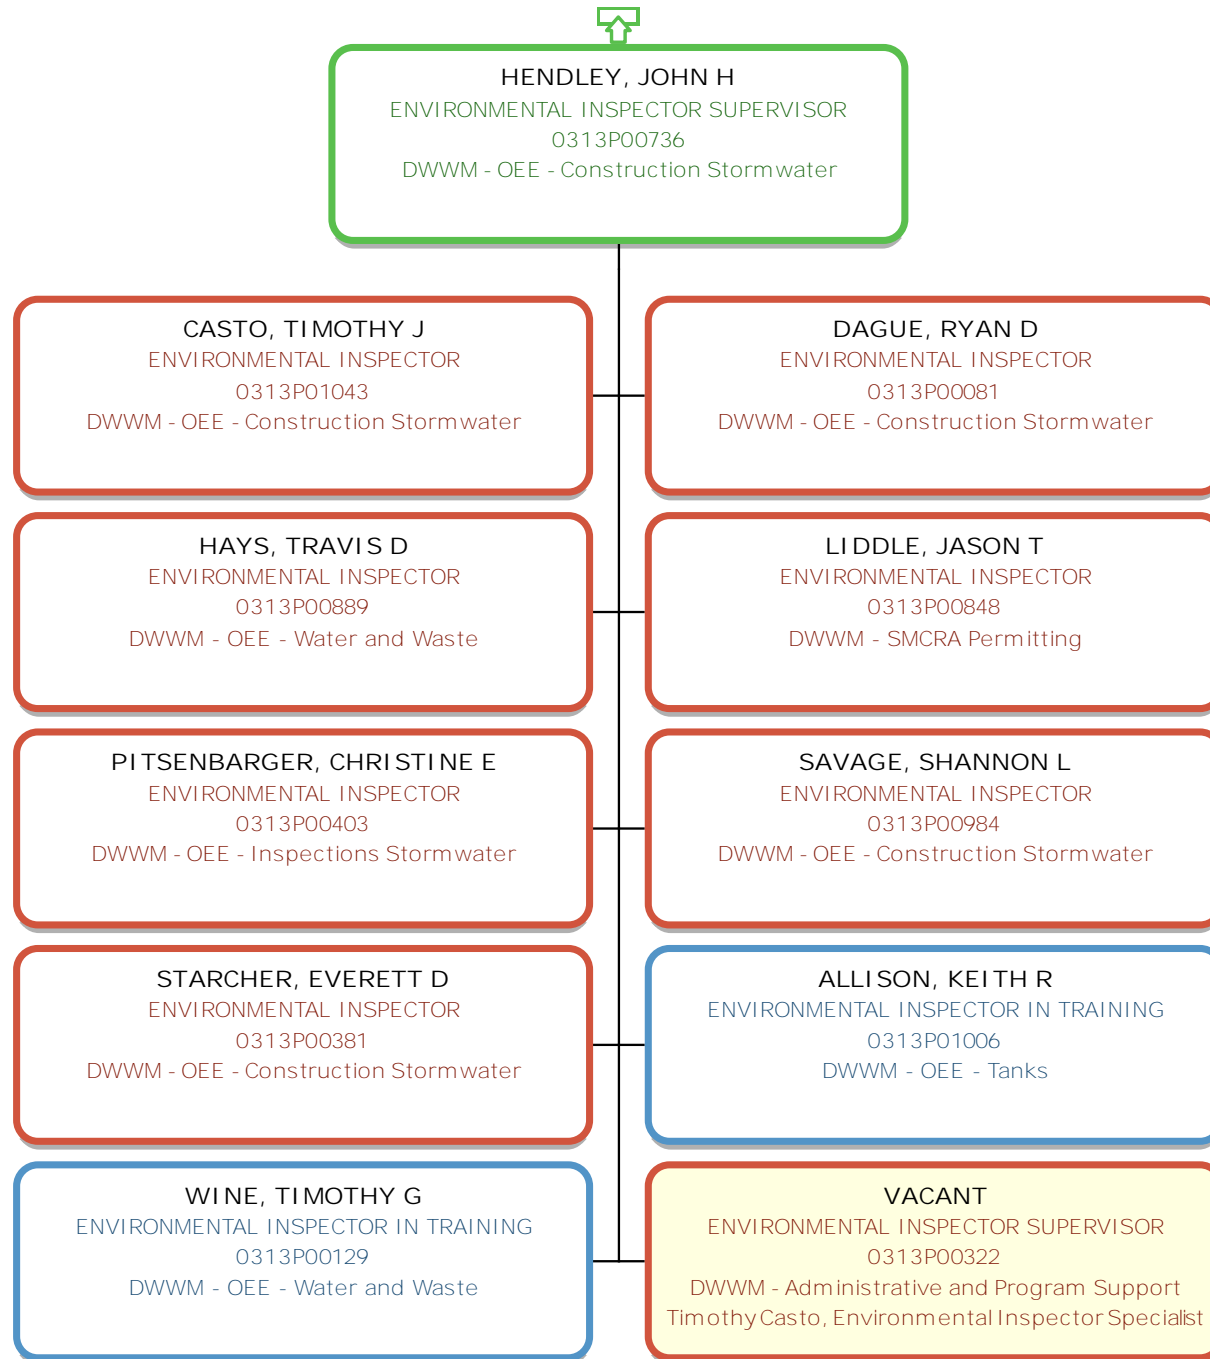 HENDLEY, JOHN H
ENVIRONMENTAL INSPECTOR SUPERVISOR
0313P00736
DWWM - OEE - Construction Stormwater
CASTO, TIMOTHY J
ENVIRONMENTAL INSPECTOR
0313P01043
DWWM - OEE - Construction Stormwater
DAGUE, RYAN D
ENVIRONMENTAL INSPECTOR
0313P00081
DWWM - OEE - Construction Stormwater
HAYS, TRAVIS D
ENVIRONMENTAL INSPECTOR
0313P00889
DWWM - OEE - Water and Waste
LIDDLE, JASON T
ENVIRONMENTAL INSPECTOR
0313P00848
DWWM - SMCRA Permitting
PITSENBARGER, CHRISTINE E
ENVIRONMENTAL INSPECTOR
0313P00403
DWWM - OEE - Inspections Stormwater
SAVAGE, SHANNON L
ENVIRONMENTAL INSPECTOR
0313P00984
DWWM - OEE - Construction Stormwater
STARCHER, EVERETT D
ENVIRONMENTAL INSPECTOR
0313P00381
DWWM - OEE - Construction Stormwater
ALLISON, KEITH R
ENVIRONMENTAL INSPECTOR IN TRAINING
0313P01006
DWWM - OEE - Tanks
WINE, TIMOTHY G
ENVIRONMENTAL INSPECTOR IN TRAINING
0313P00129
DWWM - OEE - Water and Waste
VACANT
ENVIRONMENTAL INSPECTOR SUPERVISOR
0313P00322
DWWM - Administrative and Program Support
Timothy Casto, Environmental Inspector Specialist